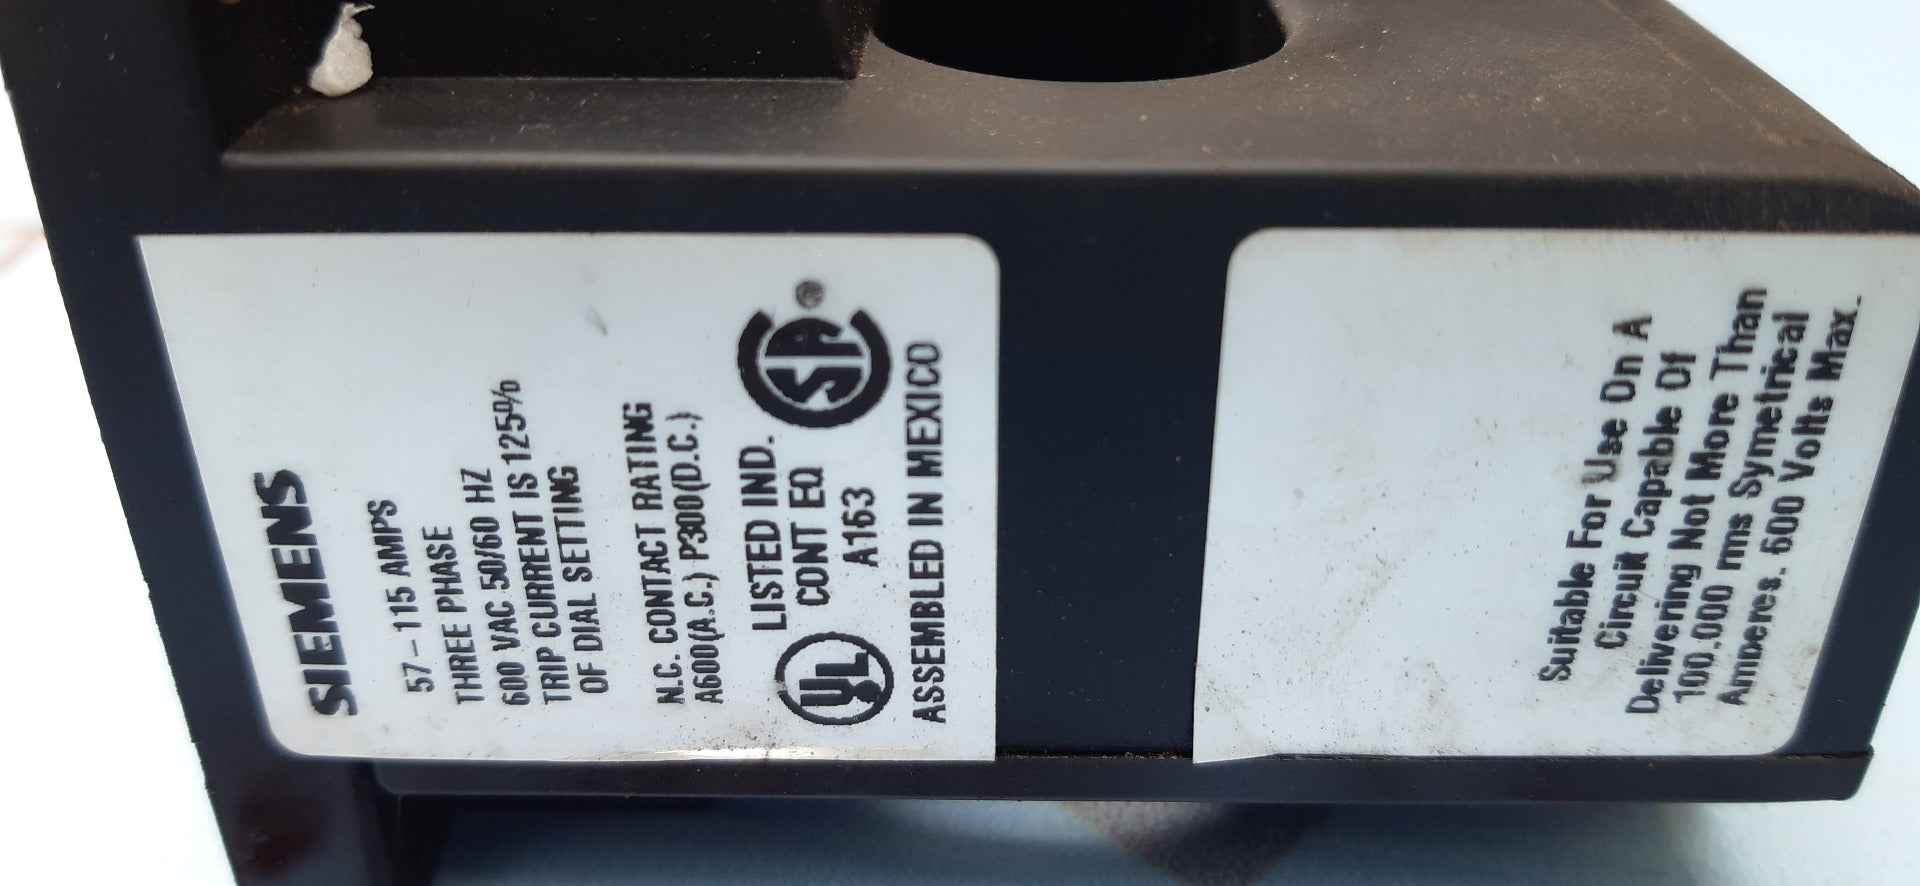 SIEMENS
57-115 AMPS
THREE PHASE
600 VAC 50/60 HZ
TRIP CURRENT IS 125%
OF DIAL SETTING
N.C. CONTACT RATING
A600(A.C.) P300(D.C.)
UL
LISTED IND.
CONT EQ
A163
SA ®
ASSEMBLED IN MEXICO
Suitable For Use On A
Circuit Capable Of
Delivering Not More Than
100.000 rms Symetrical
Amperes. 600 Volts Max.